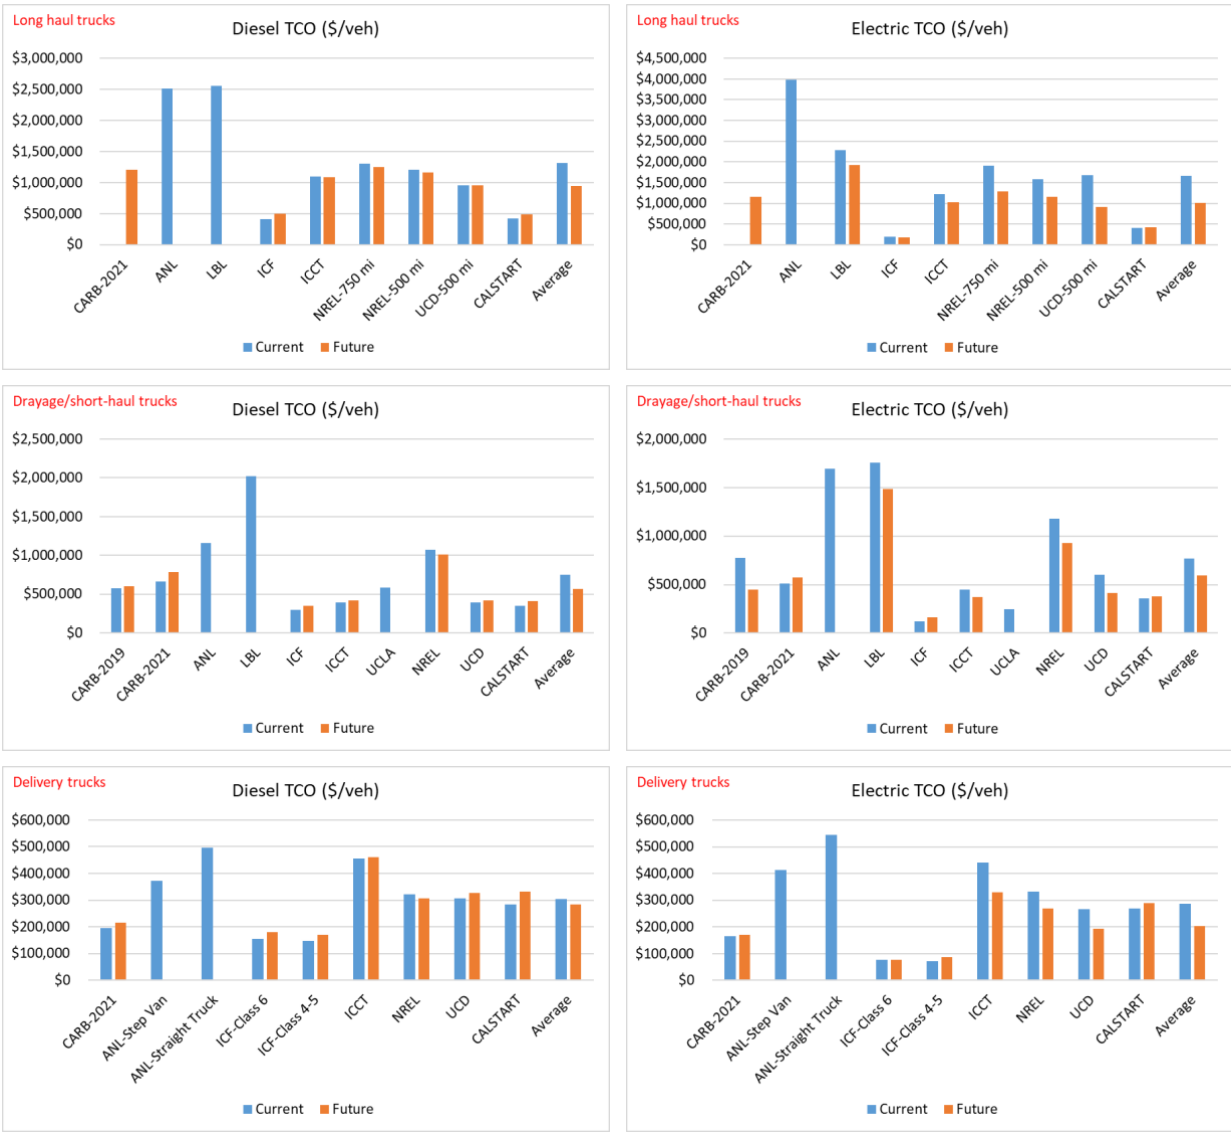 Long haul trucks
Diesel TCO ($/veh)
$3,000,000
$2,500,000
$2,000,000
$1,500,000
$1,000,000
$500,000
$0
CARB-2021
ANL
LBL
ICF
ICCT
NREL-750 mi
NREL-500 mi
UCD-500 mi
CALSTART
Average
Current Future
Long haul trucks
Electric TCO ($/veh)
$4,500,000
$4,000,000
$3,500,000
$3,000,000
$2,500,000
$2,000,000
$1,500,000
$1,000,000
$500,000
$0
CARB-2021
ANL
LBL
ICF
ICCT
NREL-750 mi
NREL-500 mi
UCD-500 mi
CALSTART
Average
Current Future
Drayage/short-haul trucks
Diesel TCO ($/veh)
$2,500,000
$2,000,000
$1,500,000
$1,000,000
$500,000
$0
CARB-2019
CARB-2021
ANL
LBL
ICF
ICCT
UCLA
NREL
UCD
CALSTART
Average
Current Future
Drayage/short-haul trucks
Electric TCO ($/veh)
$2,000,000
$1,500,000
$1,000,000
$500,000
$0
CARB-2019
CARB-2021
ANL
LBL
ICF
ICCT
UCLA
NREL
UCD
CALSTART
Average
Current Future
Delivery trucks
Diesel TCO ($/veh)
$600,000
$500,000
$400,000
$300,000
$200,000
$100,000
$0
CARB-2021
ANL-Step Van
ANL-Straight Truck
ICF-Class 6
ICF-Class 4-5
ICCT
NREL
UCD
CALSTART
Average
Current Future
Delivery trucks
Electric TCO ($/veh)
$600,000
$500,000
$400,000
$300,000
$200,000
$100,000
$0
CARB-2021
ANL-Step Van
ANL-Straight Truck
ICF-Class 6
ICF-Class 4-5
ICCT
NREL
UCD
CALSTART
Average
Current Future